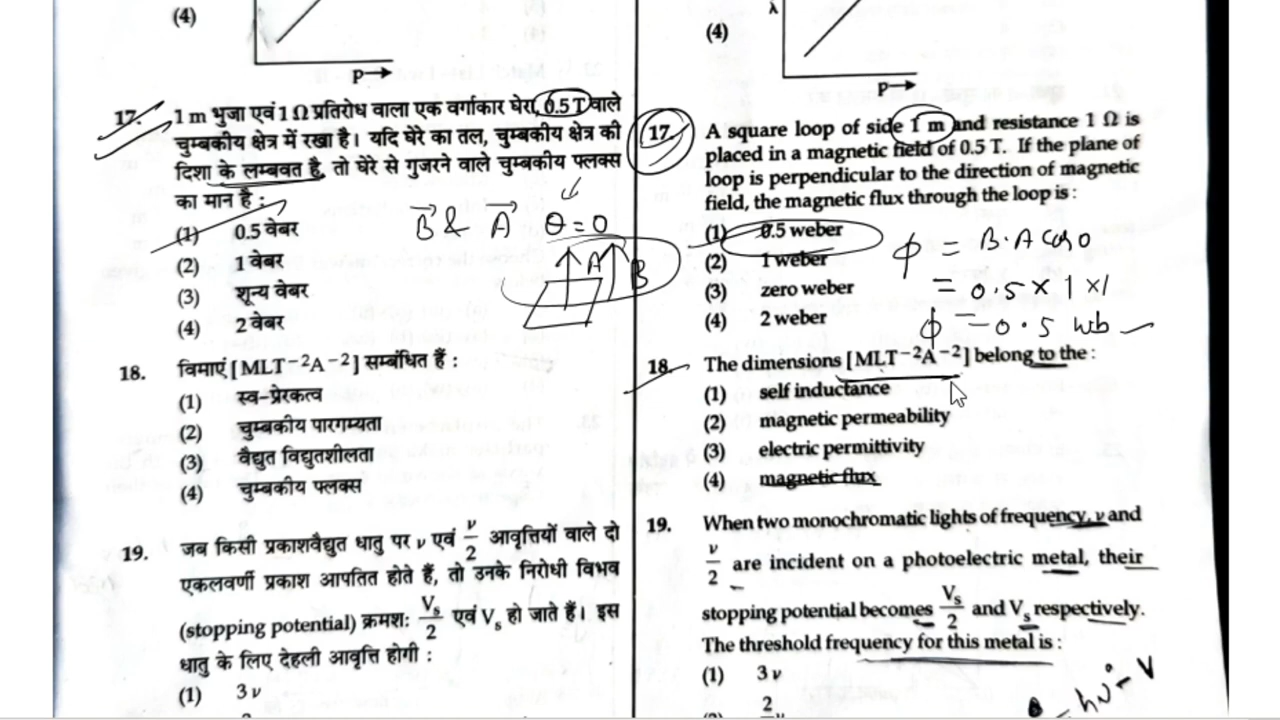 (4)
P
17. 1 m भुजा एवं 1 Ω प्रतिरोध वाला एक वर्गाकार घेरा, 0.5 T वाले
चुम्बकीय क्षेत्र में रखा है। यदि घेरे का तल, चुम्बकीय क्षेत्र की
दिशा के लम्बवत है, तो घेरे से गुजरने वाले चुम्बकीय फ्लक्स
का मान है :
(1) 0.5 वेबर
(2) 1 वेबर
(3) शून्य वेबर
(4) 2 वेबर
B & A θ = 0
A B
18. विमाएं [MLT⁻²A⁻²] सम्बंधित हैं :
(1) स्व-प्रेरकत्व
(2) चुम्बकीय पारगम्यता
(3) वैद्युत विद्युतशीलता
(4) चुम्बकीय फ्लक्स
19. जब किसी प्रकाशवैद्युत धातु पर ν एवं ν/2 आवृत्तियों वाले दो
एकलवर्णी प्रकाश आपतित होते हैं, तो उनके निरोधी विभव
(stopping potential) क्रमशः Vs/2 एवं Vs हो जाते हैं। इस
धातु के लिए देहली आवृत्ति होगी :
(1) 3ν
(4)
λ
P
17. A square loop of side 1 m and resistance 1 Ω is
placed in a magnetic field of 0.5 T. If the plane of
loop is perpendicular to the direction of magnetic
field, the magnetic flux through the loop is :
(1) 0.5 weber
(2) 1 weber
(3) zero weber
(4) 2 weber
ϕ = B.A cos 0
= 0.5 × 1 × 1
ϕ = 0.5 wb
18. The dimensions [MLT⁻²A⁻²] belong to the :
(1) self inductance
(2) magnetic permeability
(3) electric permittivity
(4) magnetic flux
19. When two monochromatic lights of frequency, ν and
ν/2 are incident on a photoelectric metal, their
stopping potential becomes Vs/2 and Vs respectively.
The threshold frequency for this metal is :
(1) 3ν